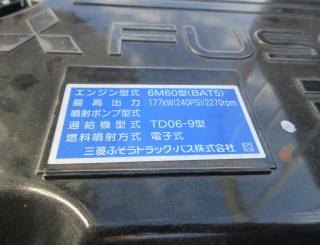 FUS
エンジン型式 6M60型(BAT5)
最高出力 177kW(240PS)/2270rpm
噴射ポンプ型式
過給機型式 TD06-9型
燃料噴射方式 電子式
三菱ふそうトラック・バス株式会社